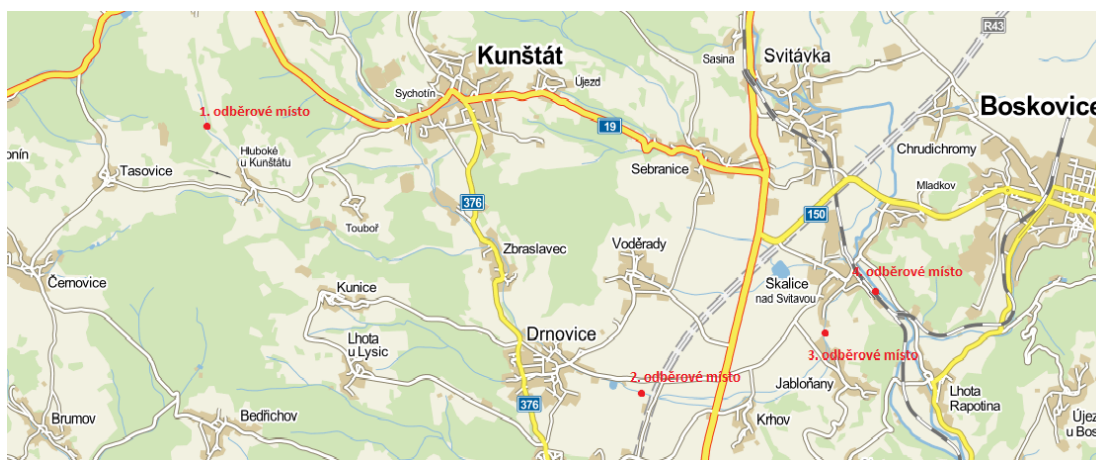 R43
Kunštát
Sasina
Svitávka
Újezd
Sychotín
Boskovice
1. odběrové místo
19
Hluboké
u Kunštátu
Chrudichromy
onín
Tasovice
Sebranice
Mladkov
376
150
Touboř
Zbraslavec
Voděrady
Černovice
Skalice
nad Svitavou
4. odběrové místo
Kunice
Drnovice
Lhota
u Lysic
3. odběrové místo
2. odběrové místo
Jabloňany
Lhota
Rapotina
376
Brumov
Bedřichov
Krhov
Újez
u Bos